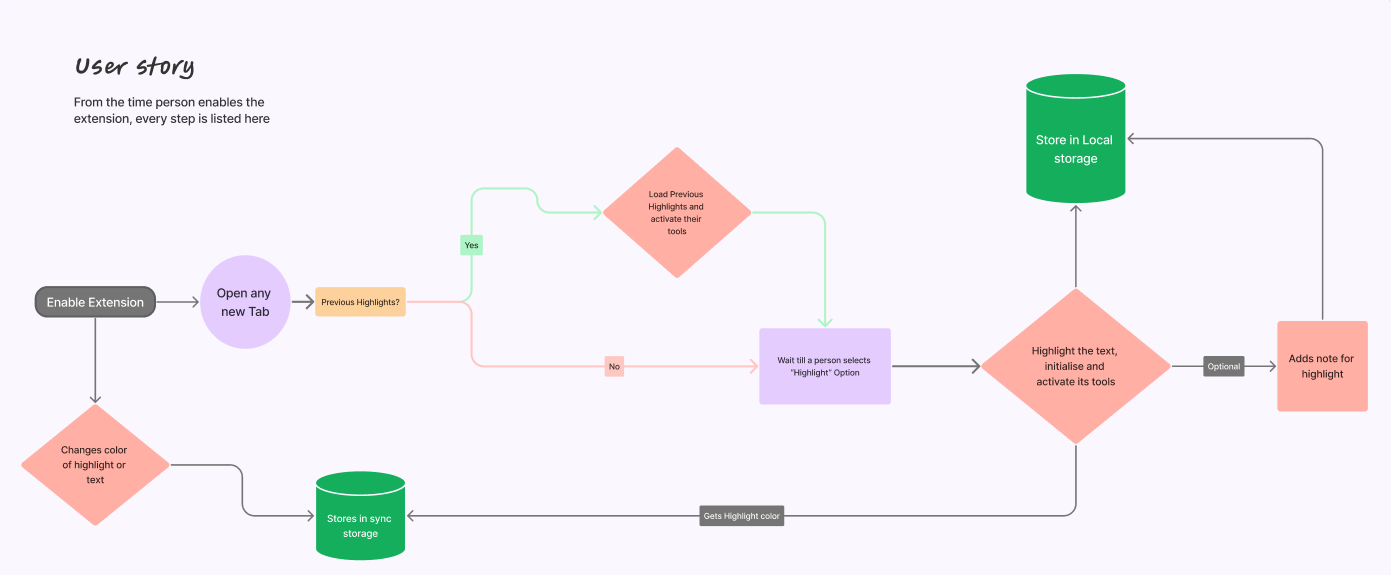 User story
From the time person enables the
extension, every step is listed here
Store in Local
storage
Load Previous
Highlights and
activate their
tools
Yes
Enable Extension
Open any
new Tab
Previous Highlights?
No
Wait till a person selects
"Highlight" Option
Highlight the text,
initialise and
activate its tools
Optional
Adds note for
highlight
Changes color
of highlight or
text
Stores in sync
storage
Gets Highlight color